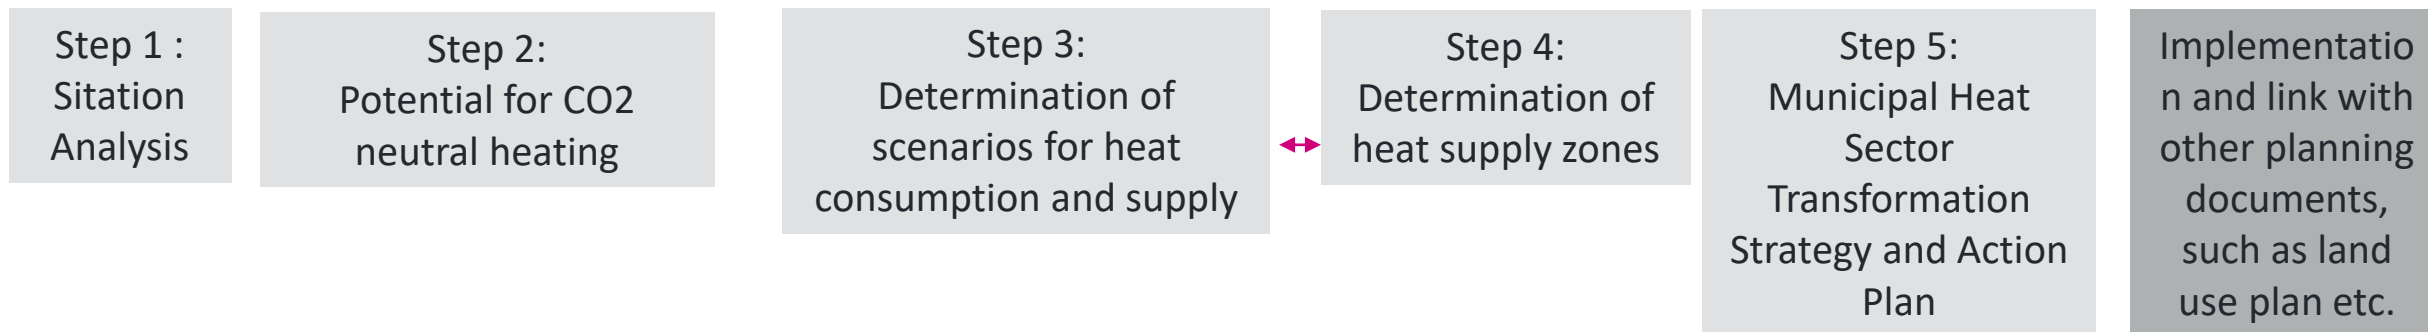 Step 1 :
Sitation
Analysis
Step 2:
Potential for CO2
neutral heating
Step 3:
Determination of
scenarios for heat
consumption and supply
Step 4:
Determination of
heat supply zones
Step 5:
Municipal Heat
Sector
Transformation
Strategy and Action
Plan
Implementatio
n and link with
other planning
documents,
such as land
use plan etc.